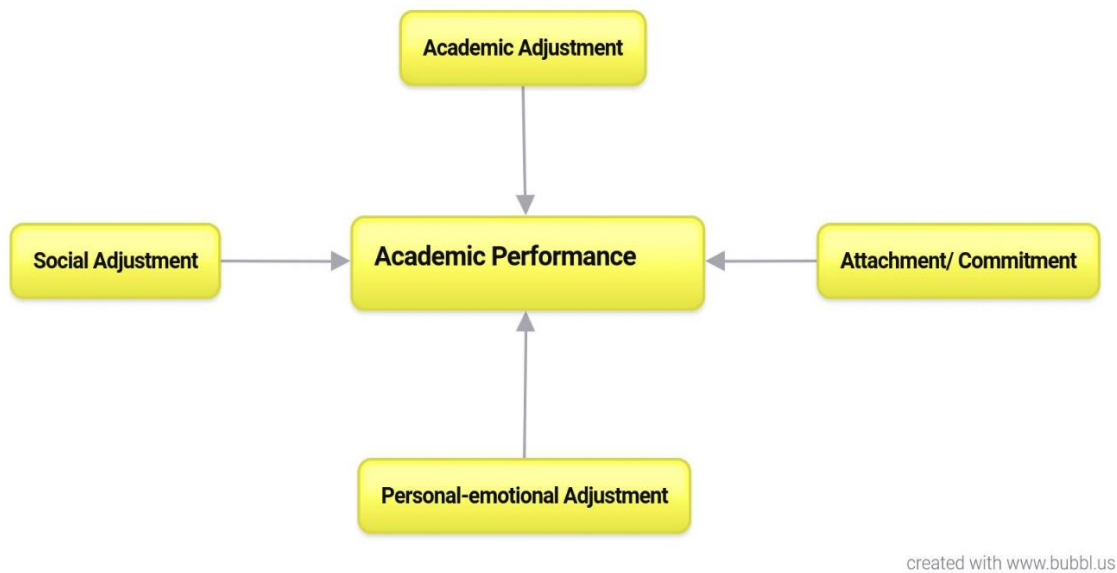 Academic Adjustment
Social Adjustment
Academic Performance
Attachment/ Commitment
Personal-emotional Adjustment
created with www.bubbl.us